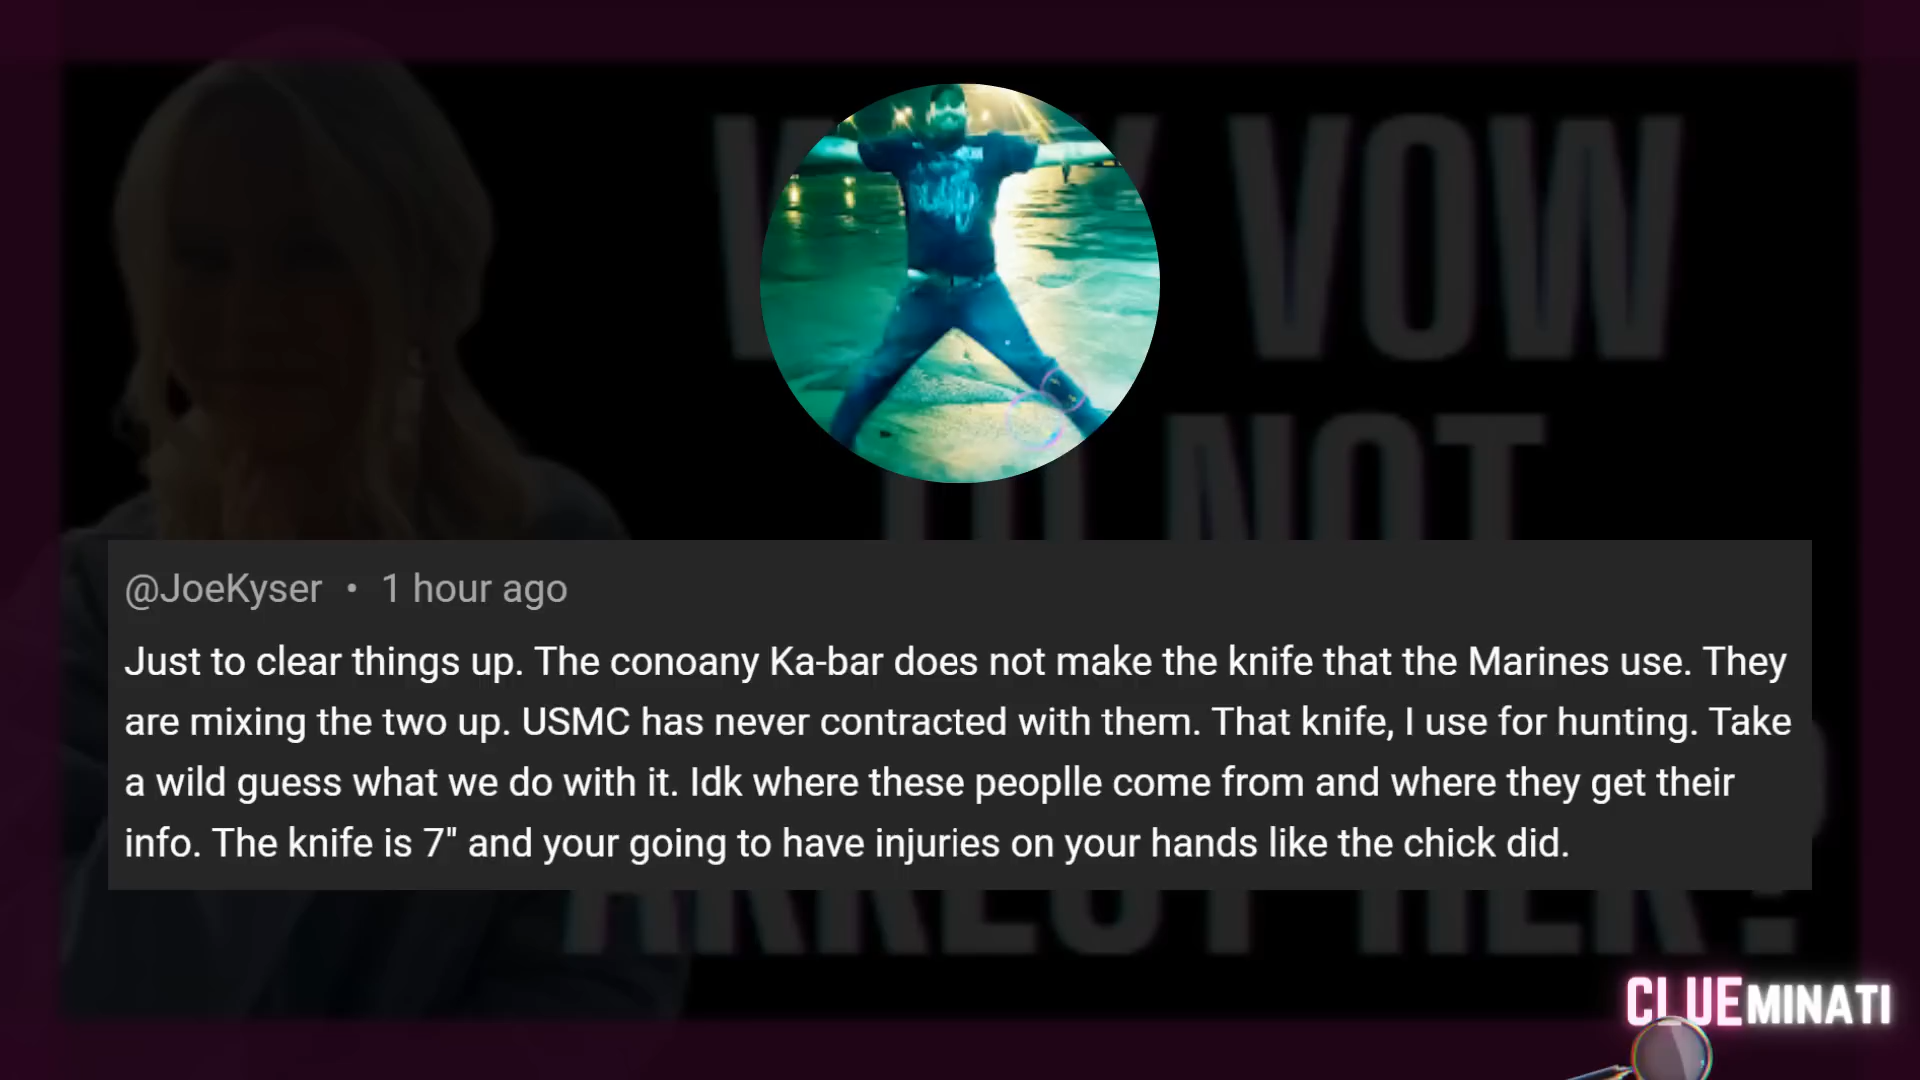 VOW
NOT
@JoeKyser • 1 hour ago
Just to clear things up. The conoany Ka-bar does not make the knife that the Marines use. They
are mixing the two up. USMC has never contracted with them. That knife, I use for hunting. Take
a wild guess what we do with it. Idk where these peoplle come from and where they get their
info. The knife is 7" and your going to have injuries on your hands like the chick did.
ARREST HER?
CLUEMINATI